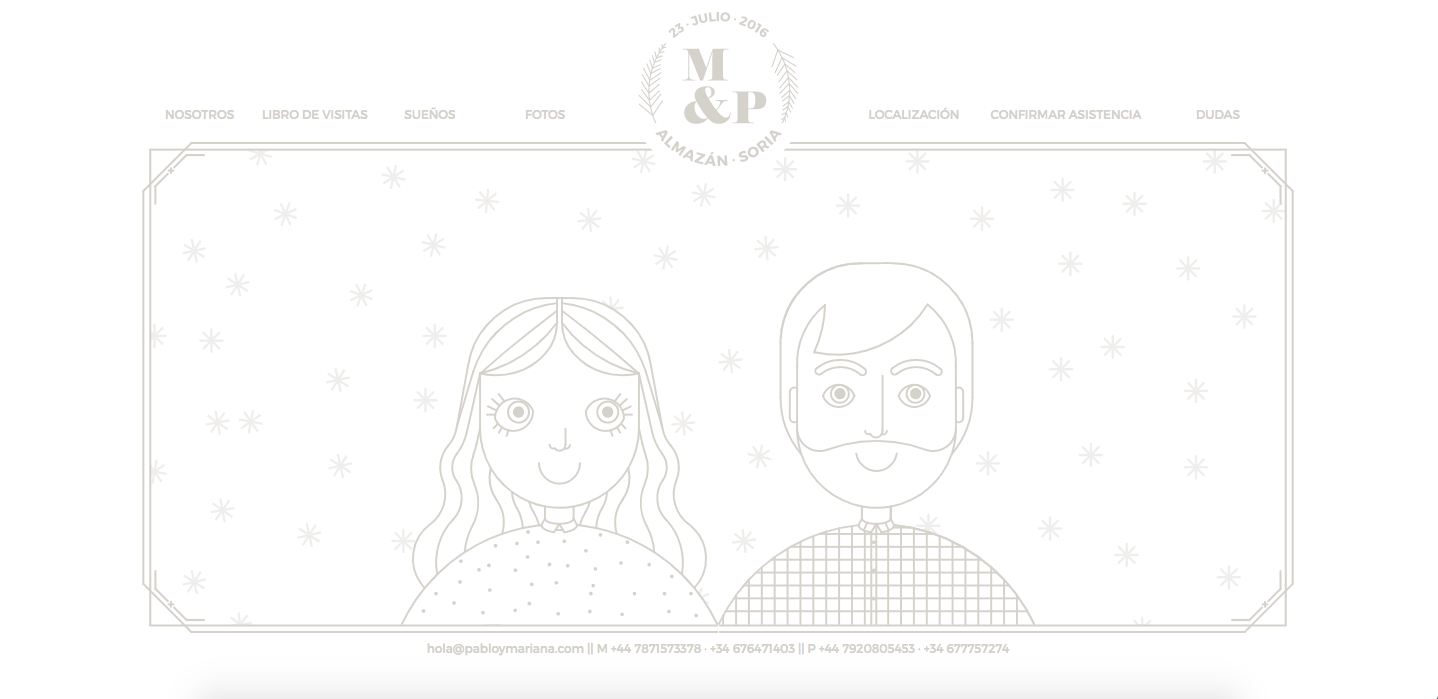 23 · JULIO · 2016
M
&P
ALMAZÁN · SORIA
NOSOTROS LIBRO DE VISITAS SUEÑOS FOTOS LOCALIZACIÓN CONFIRMAR ASISTENCIA DUDAS
hola@pabloymariana.com || M +44 7871573378 · +34 676471403 || P +44 7920805453 · +34 677757274